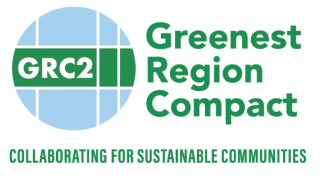 GRC2
Greenest
Region
Compact
COLLABORATING FOR SUSTAINABLE COMMUNITIES